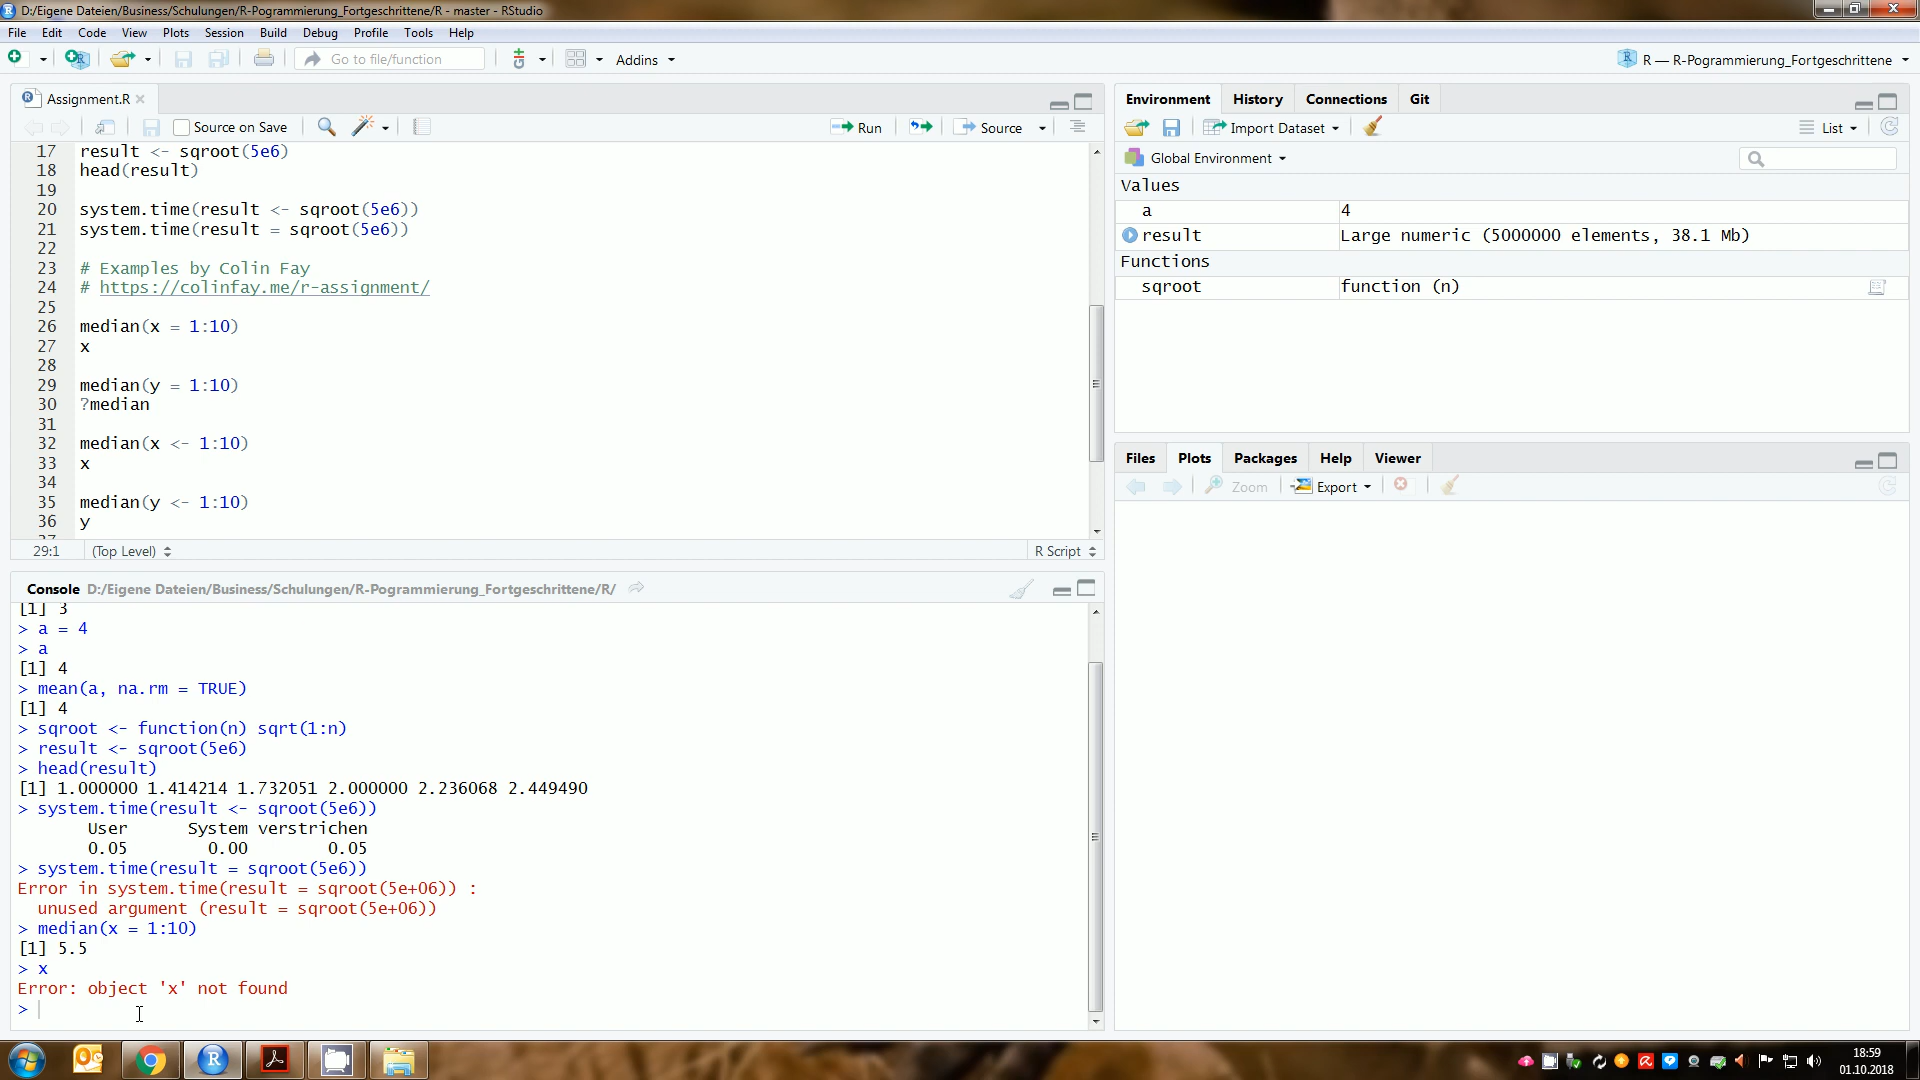 D:/Eigene Dateien/Business/Schulungen/R-Pogrammierung_Fortgeschrittene/R - master - RStudio
File Edit Code View Plots Session Build Debug Profile Tools Help
Go to file/function
Addins
R — R-Pogrammierung_Fortgeschrittene
Assignment.R
Source on Save
Run
Source
17 result <- sqroot(5e6)
18 head(result)
19
20 system.time(result <- sqroot(5e6))
21 system.time(result = sqroot(5e6))
22
23 # Examples by Colin Fay
24 # https://colinfay.me/r-assignment/
25
26 median(x = 1:10)
27 x
28
29 median(y = 1:10)
30 ?median
31
32 median(x <- 1:10)
33 x
34
35 median(y <- 1:10)
36 y
29:1 (Top Level) R Script
Console D:/Eigene Dateien/Business/Schulungen/R-Pogrammierung_Fortgeschrittene/R/
[1] 3
> a = 4
> a
[1] 4
> mean(a, na.rm = TRUE)
[1] 4
> sqroot <- function(n) sqrt(1:n)
> result <- sqroot(5e6)
> head(result)
[1] 1.000000 1.414214 1.732051 2.000000 2.236068 2.449490
> system.time(result <- sqroot(5e6))
User System verstrichen
0.05 0.00 0.05
> system.time(result = sqroot(5e6))
Error in system.time(result = sqroot(5e+06)) :
unused argument (result = sqroot(5e+06))
> median(x = 1:10)
[1] 5.5
> x
Error: object 'x' not found
>
Environment History Connections Git
Import Dataset
List
Global Environment
Values
a 4
result Large numeric (5000000 elements, 38.1 Mb)
Functions
sqroot function (n)
Files Plots Packages Help Viewer
Zoom Export
18:59
01.10.2018